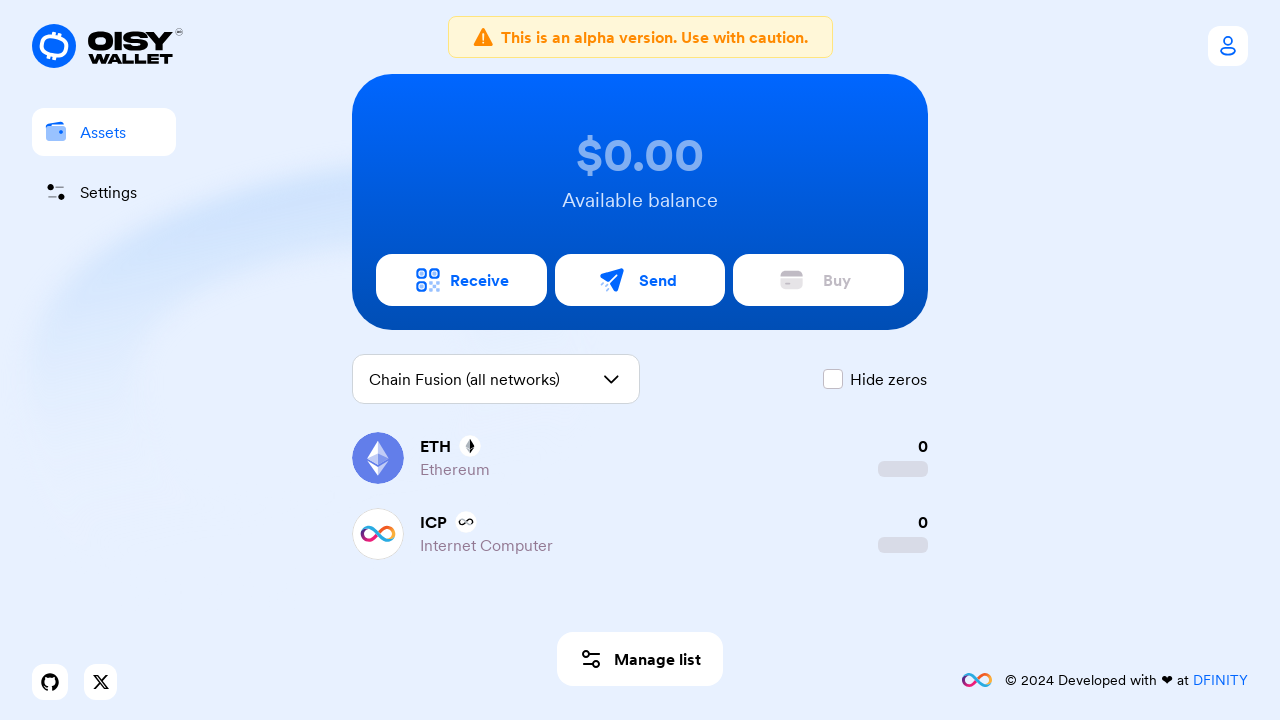 OISY
WALLET
This is an alpha version. Use with caution.
Assets
Settings
$0.00
Available balance
Receive
Send
Buy
Chain Fusion (all networks)
Hide zeros
ETH
0
Ethereum
ICP
0
Internet Computer
Manage list
© 2024 Developed with ❤ at DFINITY